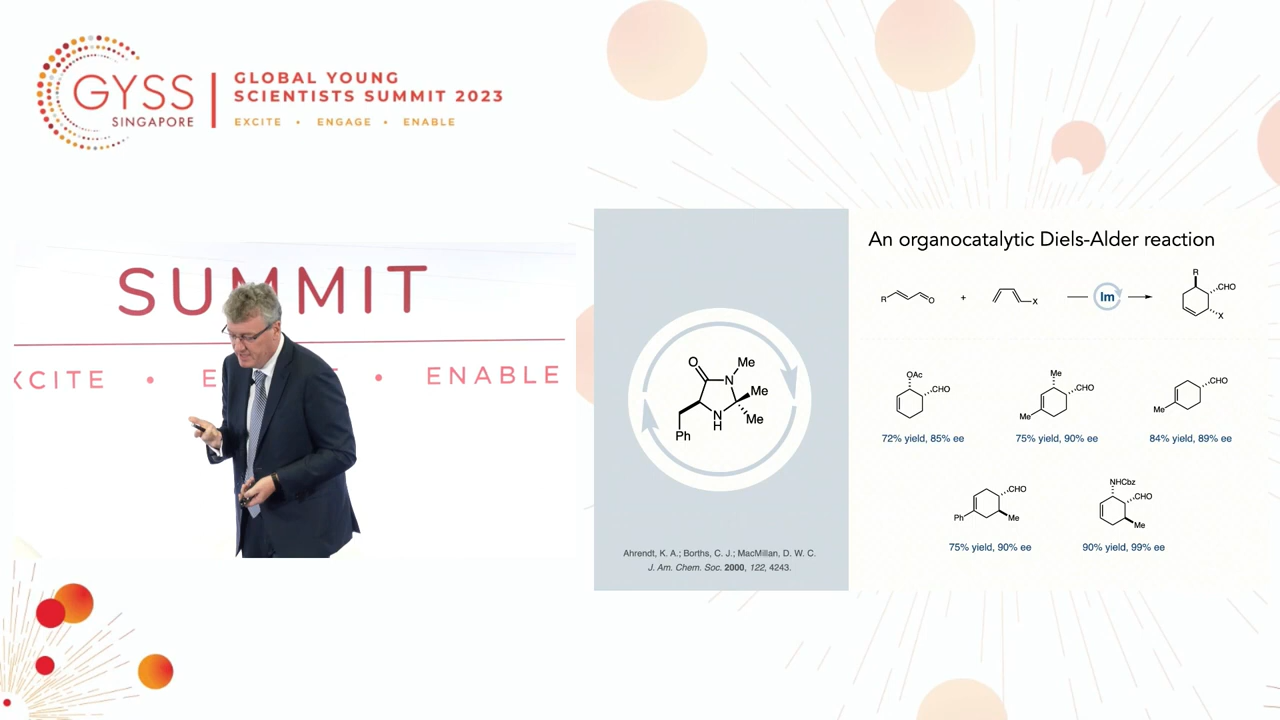 GYSS
SINGAPORE
GLOBAL YOUNG
SCIENTISTS SUMMIT 2023
EXCITE • ENGAGE • ENABLE
SUMMIT
XCITE • E • ENABLE
An organocatalytic Diels-Alder reaction
R O + X Im R CHO X
O Me
N Me
N H Me
Ph
OAc CHO
72% yield, 85% ee
Me CHO Me
75% yield, 90% ee
CHO Me
84% yield, 89% ee
CHO Ph Me
75% yield, 90% ee
NHCbz CHO Me
90% yield, 99% ee
Ahrendt, K. A.; Borths, C. J.; MacMillan, D. W. C.
J. Am. Chem. Soc. 2000, 122, 4243.